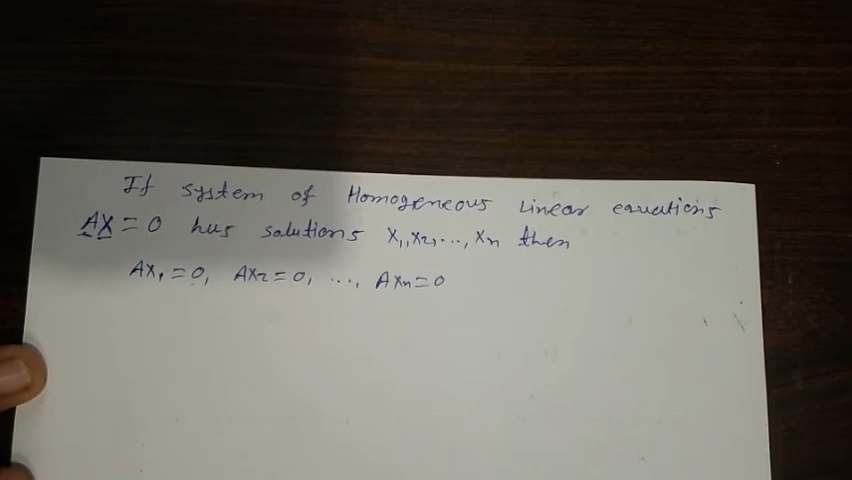 If system of Homogeneous Linear equations
AX = 0 has solutions X₁, X₂, ..., Xn then
AX₁ = 0, AX₂ = 0, ..., AXn = 0